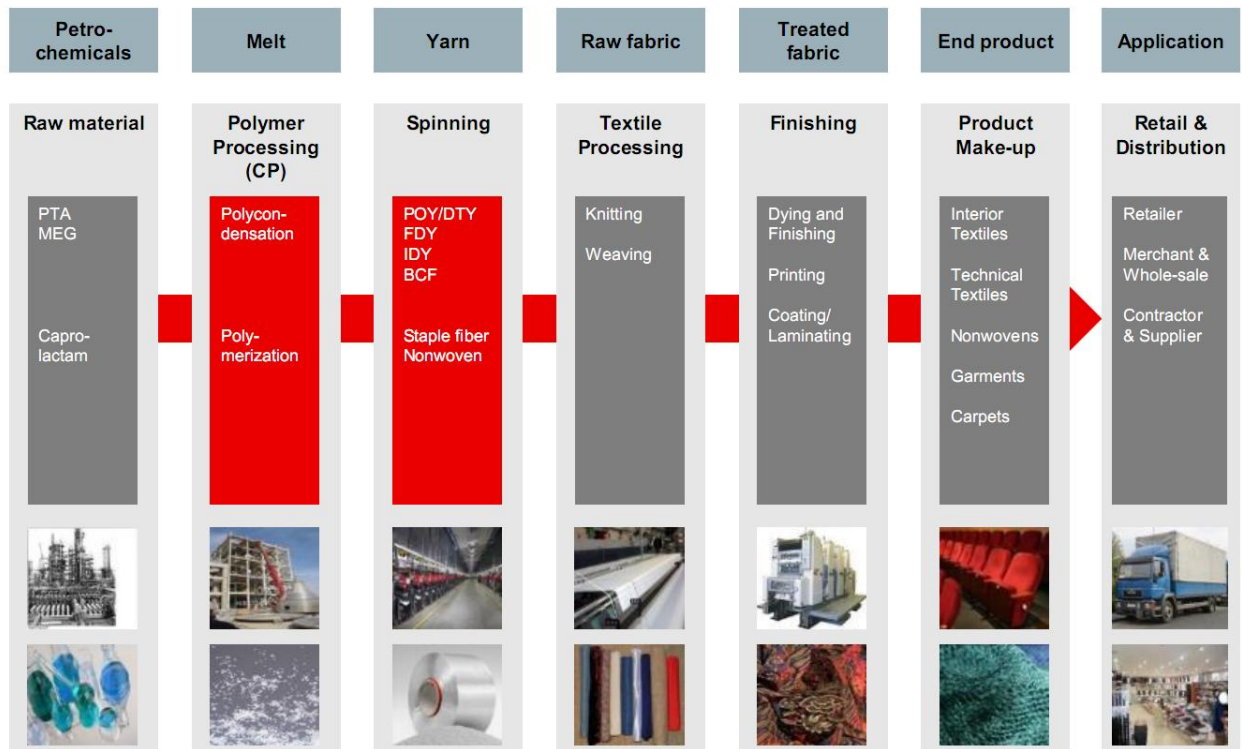 Petro-
chemicals
Melt
Yarn
Raw fabric
Treated
fabric
End product
Application
Raw material
Polymer
Processing
(CP)
Spinning
Textile
Processing
Finishing
Product
Make-up
Retail &
Distribution
PTA
MEG
Capro-
lactam
Polycon-
densation
Poly-
merization
POY/DTY
FDY
IDY
BCF
Staple fiber
Nonwoven
Knitting
Weaving
Dying and
Finishing
Printing
Coating/
Laminating
Interior
Textiles
Technical
Textiles
Nonwovens
Garments
Carpets
Retailer
Merchant &
Whole-sale
Contractor
& Supplier